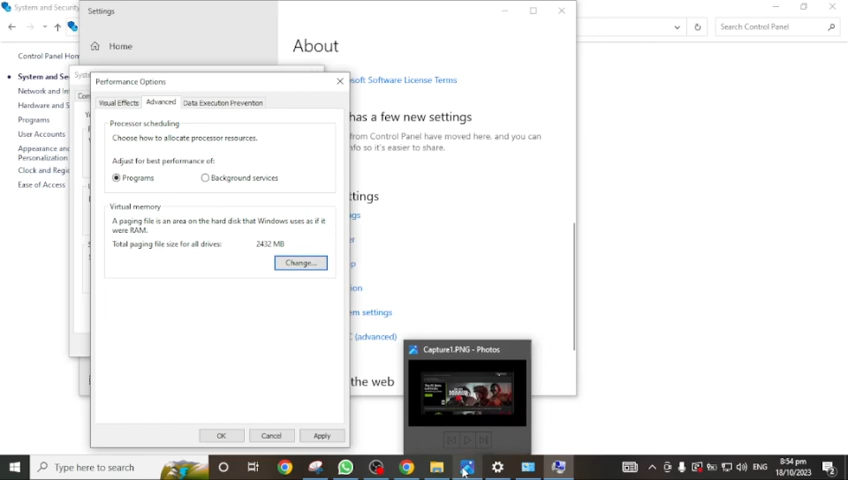 System and Security
Settings
Search Control Panel
Control Panel Hom
Home
About
System and Se
Network and In
Hardware and S
Programs
User Accounts
Appearance and
Personalization
Clock and Regi
Ease of Access
Syste
Performance Options
Visual Effects
Advanced
Data Execution Prevention
Processor scheduling
Choose how to allocate processor resources.
Adjust for best performance of:
Programs
Background services
Virtual memory
A paging file is an area on the hard disk that Windows uses as if it
were RAM.
Total paging file size for all drives: 2432 MB
Change...
OK
Cancel
Apply
osoft Software License Terms
has a few new settings
from Control Panel have moved here, and you can
nfo so it's easier to share.
ttings
gs
er
p
ion
em settings
C (advanced)
the web
Capture1.PNG - Photos
Type here to search
ENG
8:54 pm
18/10/2023
2